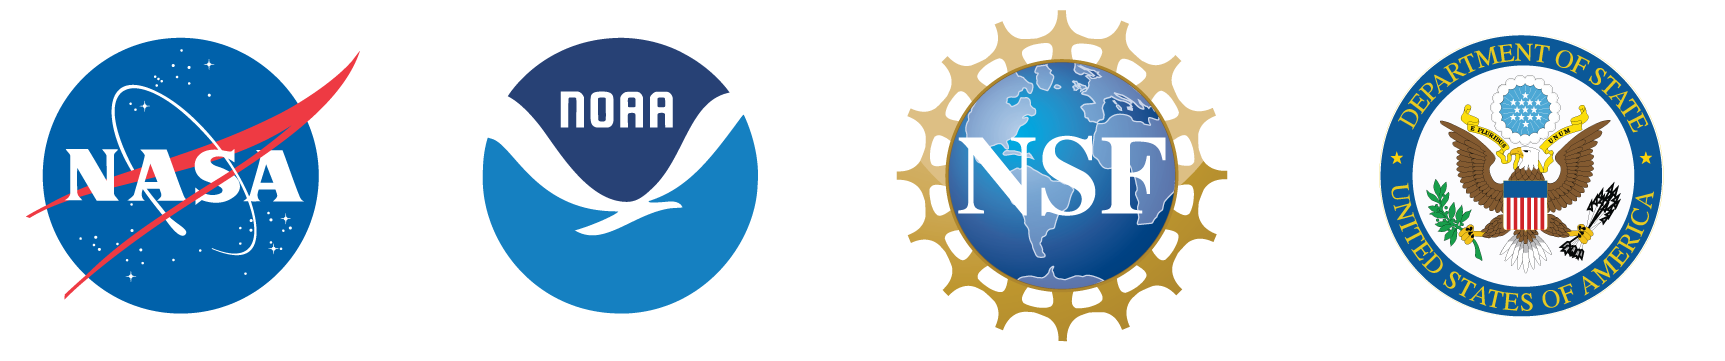 NASA
NOAA
NSF
DEPARTMENT OF STATE
E PLURIBUS UNUM
UNITED STATES OF AMERICA